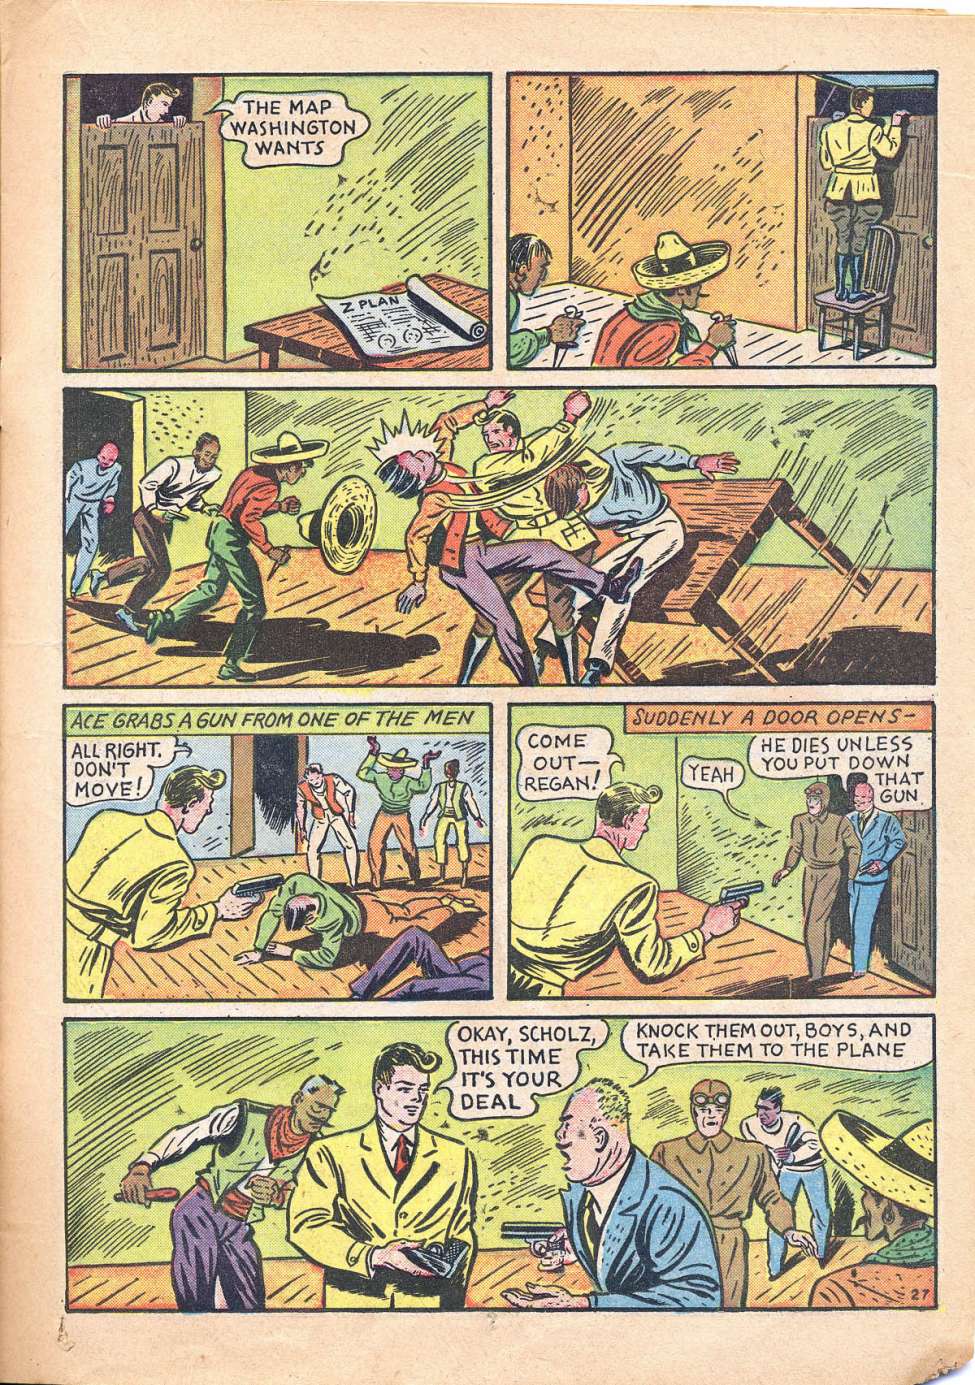 THE MAP
WASHINGTON
WANTS
Z PLAN
ACE GRABS A GUN FROM ONE OF THE MEN
ALL RIGHT.
DON'T
MOVE!
SUDDENLY A DOOR OPENS-
COME
OUT—
REGAN!
YEAH
HE DIES UNLESS
YOU PUT DOWN
THAT
GUN.
OKAY, SCHOLZ,
THIS TIME
IT'S YOUR
DEAL
KNOCK THEM OUT, BOYS, AND
TAKE THEM TO THE PLANE
27